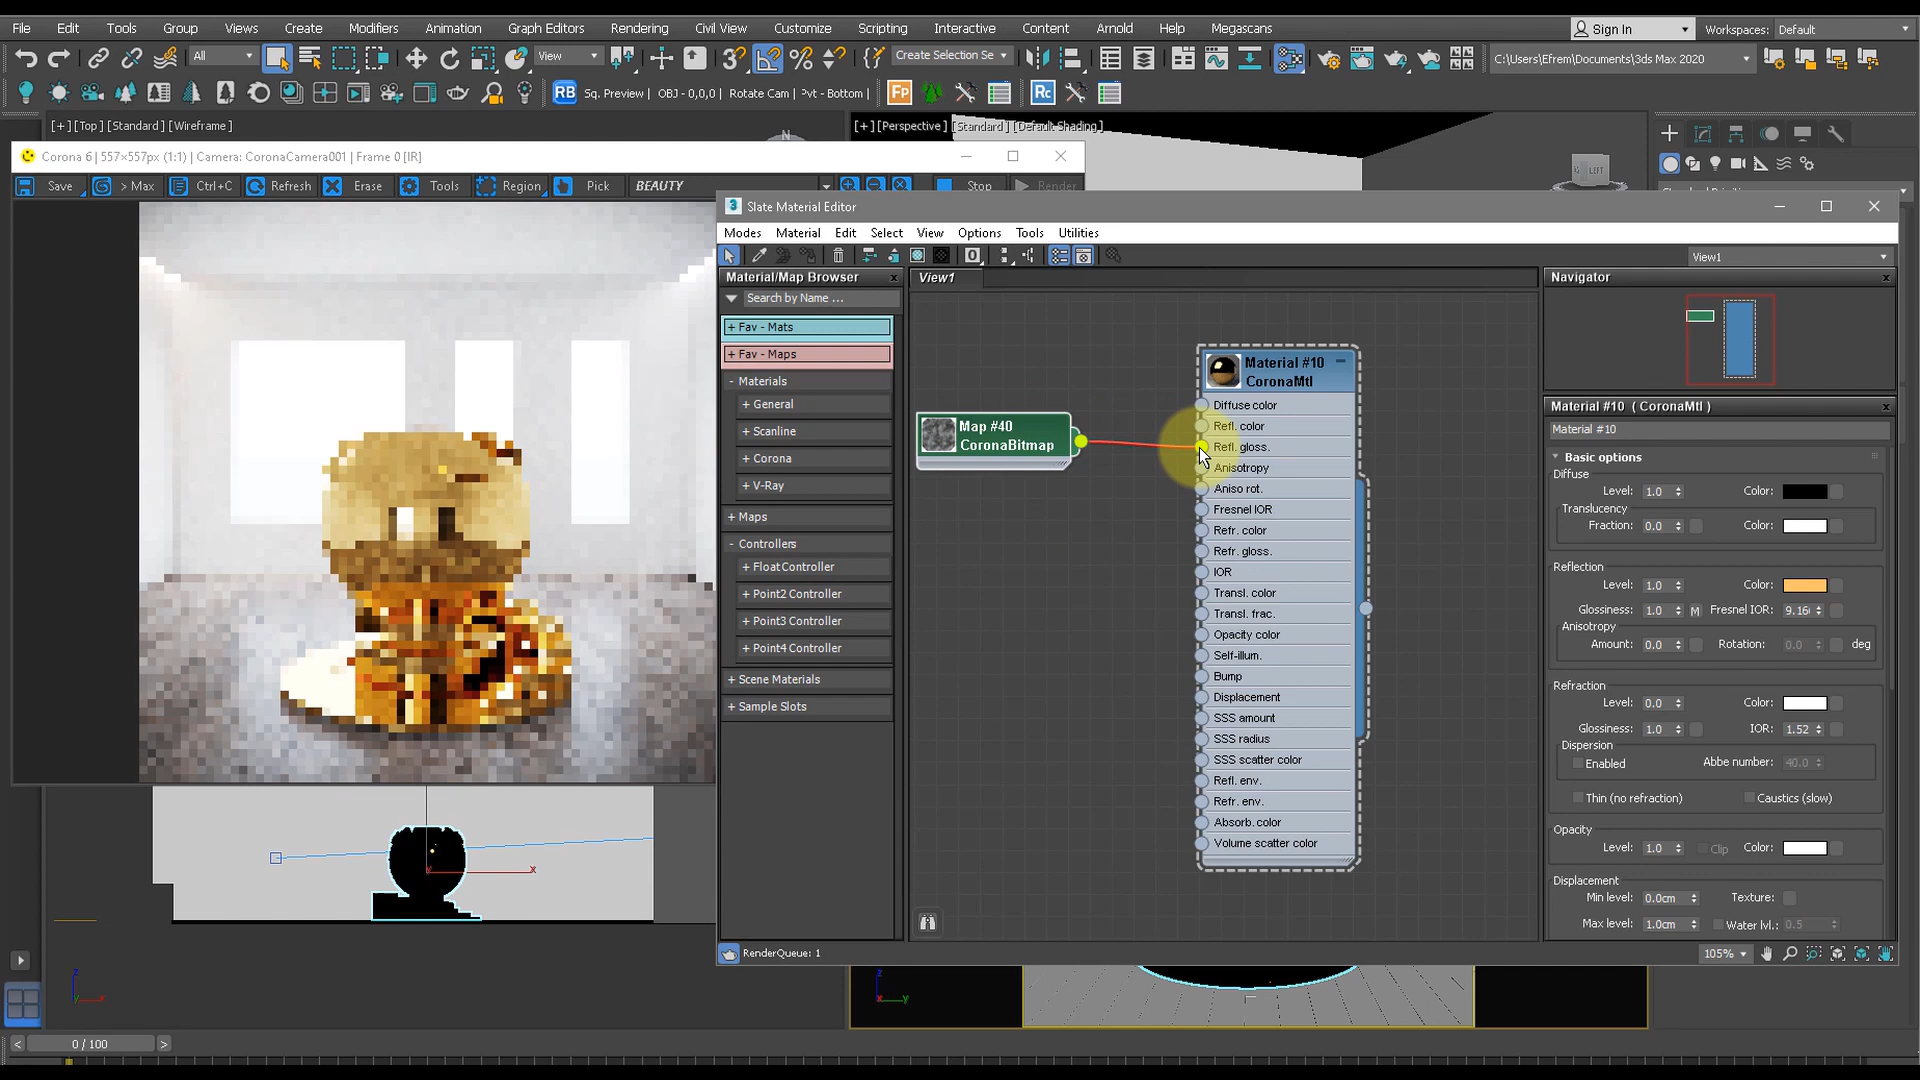 File Edit Tools Group Views Create Modifiers Animation Graph Editors Rendering Civil View Customize Scripting Interactive Content Arnold Help Megascans Sign In Workspaces: Default
All View Create Selection Se C:\Users\Efrem\Documents\3ds Max 2020
RB Sq. Preview | OBJ - 0,0,0 | Rotate Cam | Pvt - Bottom | Fp Rc
[+] [Top] [Standard] [Wireframe] [+] [Perspective] [Standard] [Default Shading]
Corona 6 | 557×557px (1:1) | Camera: CoronaCamera001 | Frame 0 [IR]
Save > Max Ctrl+C Refresh Erase Tools Region Pick BEAUTY Stop Render
LEFT
Slate Material Editor
Modes Material Edit Select View Options Tools Utilities
View1
Material/Map Browser
View1
Navigator
Search by Name ...
+ Fav - Mats
+ Fav - Maps
- Materials
+ General
+ Scanline
+ Corona
+ V-Ray
+ Maps
- Controllers
+ Float Controller
+ Point2 Controller
+ Point3 Controller
+ Point4 Controller
+ Scene Materials
+ Sample Slots
Map #40
CoronaBitmap
Material #10
CoronaMtl
Diffuse color
Refl. color
Refl. gloss.
Anisotropy
Aniso rot.
Fresnel IOR
Refr. color
Refr. gloss.
IOR
Transl. color
Transl. frac.
Opacity color
Self-illum.
Bump
Displacement
SSS amount
SSS radius
SSS scatter color
Refl. env.
Refr. env.
Absorb. color
Volume scatter color
Material #10 ( CoronaMtl )
Material #10
Basic options
Diffuse
Level: 1.0 Color:
Translucency
Fraction: 0.0 Color:
Reflection
Level: 1.0 Color:
Glossiness: 1.0 M Fresnel IOR:
Anisotropy
Amount: 0.0 Rotation: 0.0 deg
Refraction
Level: 0.0 Color:
Glossiness: 1.0 IOR: 1.52
Dispersion
Enabled Abbe number: 40.0
Thin (no refraction) Caustics (slow)
Opacity
Level: 1.0 Clip Color:
Displacement
Min level: 0.0cm Texture:
Max level: 1.0cm Water lvl.: 0.5
RenderQueue: 1
105%
x
z
x
z
y
< 0 / 100 >